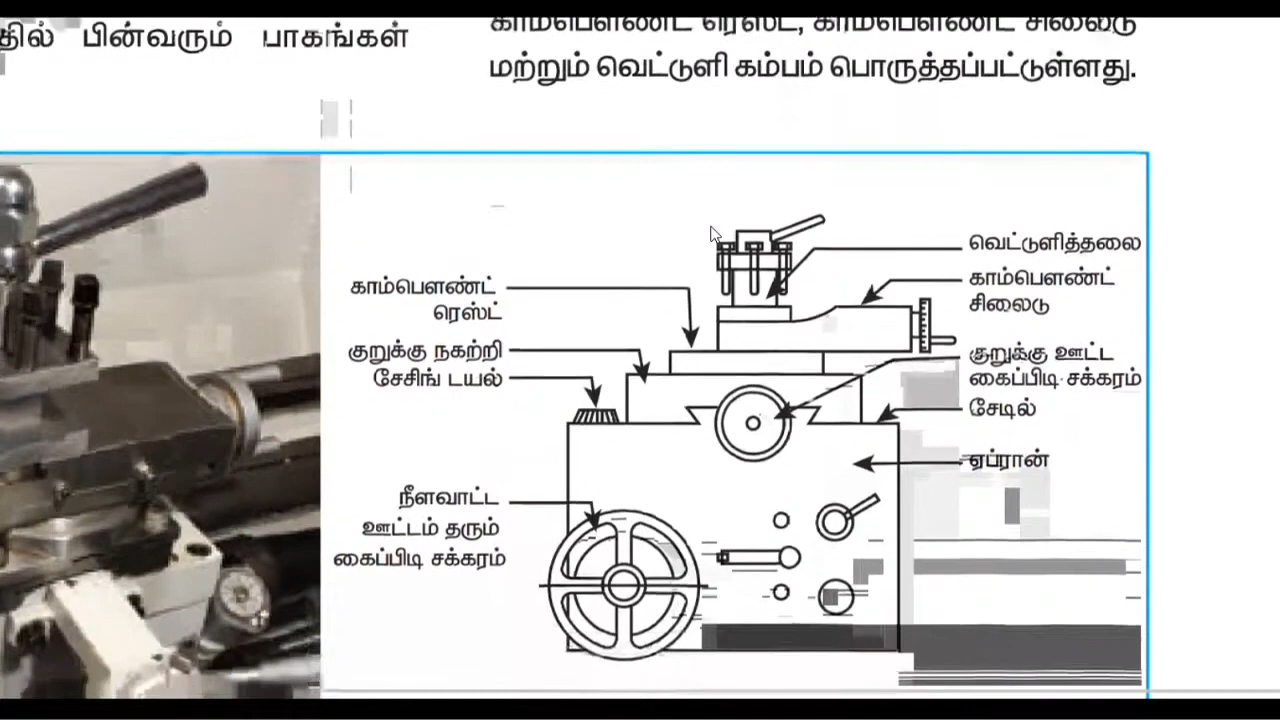 தில் பின்வரும் பாகங்கள்
காம்பௌண்ட் ரெஸ்ட், காம்பௌண்ட் சிலைடு
மற்றும் வெட்டுளி கம்பம் பொருத்தப்பட்டுள்ளது.
வெட்டுளித்தலை
காம்பௌண்ட்
சிலைடு
காம்பௌண்ட்
ரெஸ்ட்
குறுக்கு நகற்றி
சேசிங் டயல்
குறுக்கு ஊட்ட
கைப்பிடி சக்கரம்
சேடில்
ஏப்ரான்
நீளவாட்ட
ஊட்டம் தரும்
கைப்பிடி சக்கரம்